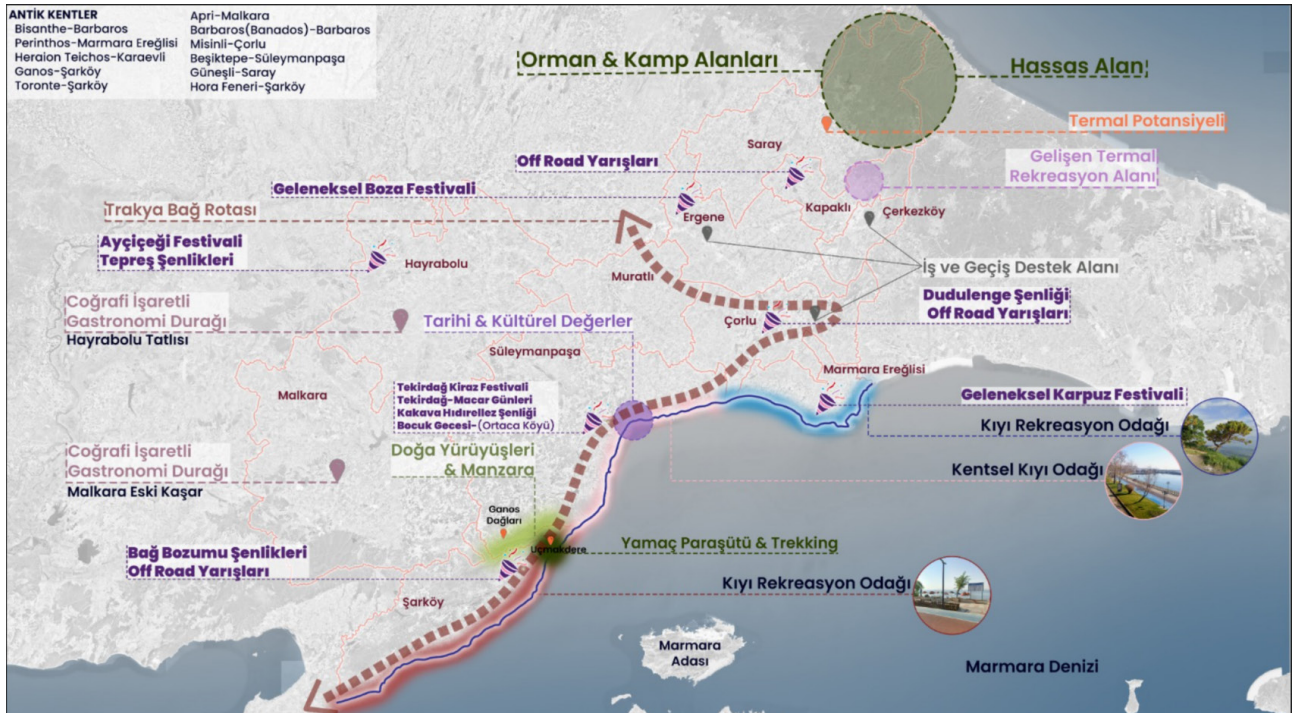 ANTİK KENTLER
Bisanthe-Barbaros
Perinthos-Marmara Ereğlisi
Heraion Teichos-Karaevli
Ganos-Şarköy
Toronte-Şarköy
Apri-Malkara
Barbaros(Banados)-Barbaros
Misinli-Çorlu
Beşiktepe-Süleymanpaşa
Güneşli-Saray
Hora Feneri-Şarköy
Orman & Kamp Alanları
Hassas Alan
Termal Potansiyeli
Saray
Off Road Yarışları
Gelişen Termal
Rekreasyon Alanı
Geleneksel Boza Festivali
Trakya Bağ Rotası
Ergene
Kapaklı
Çerkezköy
Ayçiçeği Festivali
Tepreş Şenlikleri
Hayrabolu
Muratlı
İş ve Geçiş Destek Alanı
Coğrafi İşaretli
Gastronomi Durağı
Hayrabolu Tatlısı
Tarihi & Kültürel Değerler
Çorlu
Dudulenge Şenliği
Off Road Yarışları
Süleymanpaşa
Marmara Ereğlisi
Malkara
Tekirdağ Kiraz Festivali
Tekirdağ-Macar Günleri
Kakava Hıdırellez Şenliği
Bocuk Gecesi-(Ortaca Köyü)
Geleneksel Karpuz Festivali
Kıyı Rekreasyon Odağı
Coğrafi İşaretli
Gastronomi Durağı
Malkara Eski Kaşar
Doğa Yürüyüşleri
& Manzara
Kentsel Kıyı Odağı
Ganos
Dağları
Uçmakdere
Yamaç Paraşütü & Trekking
Bağ Bozumu Şenlikleri
Off Road Yarışları
Kıyı Rekreasyon Odağı
Şarköy
Marmara
Adası
Marmara Denizi